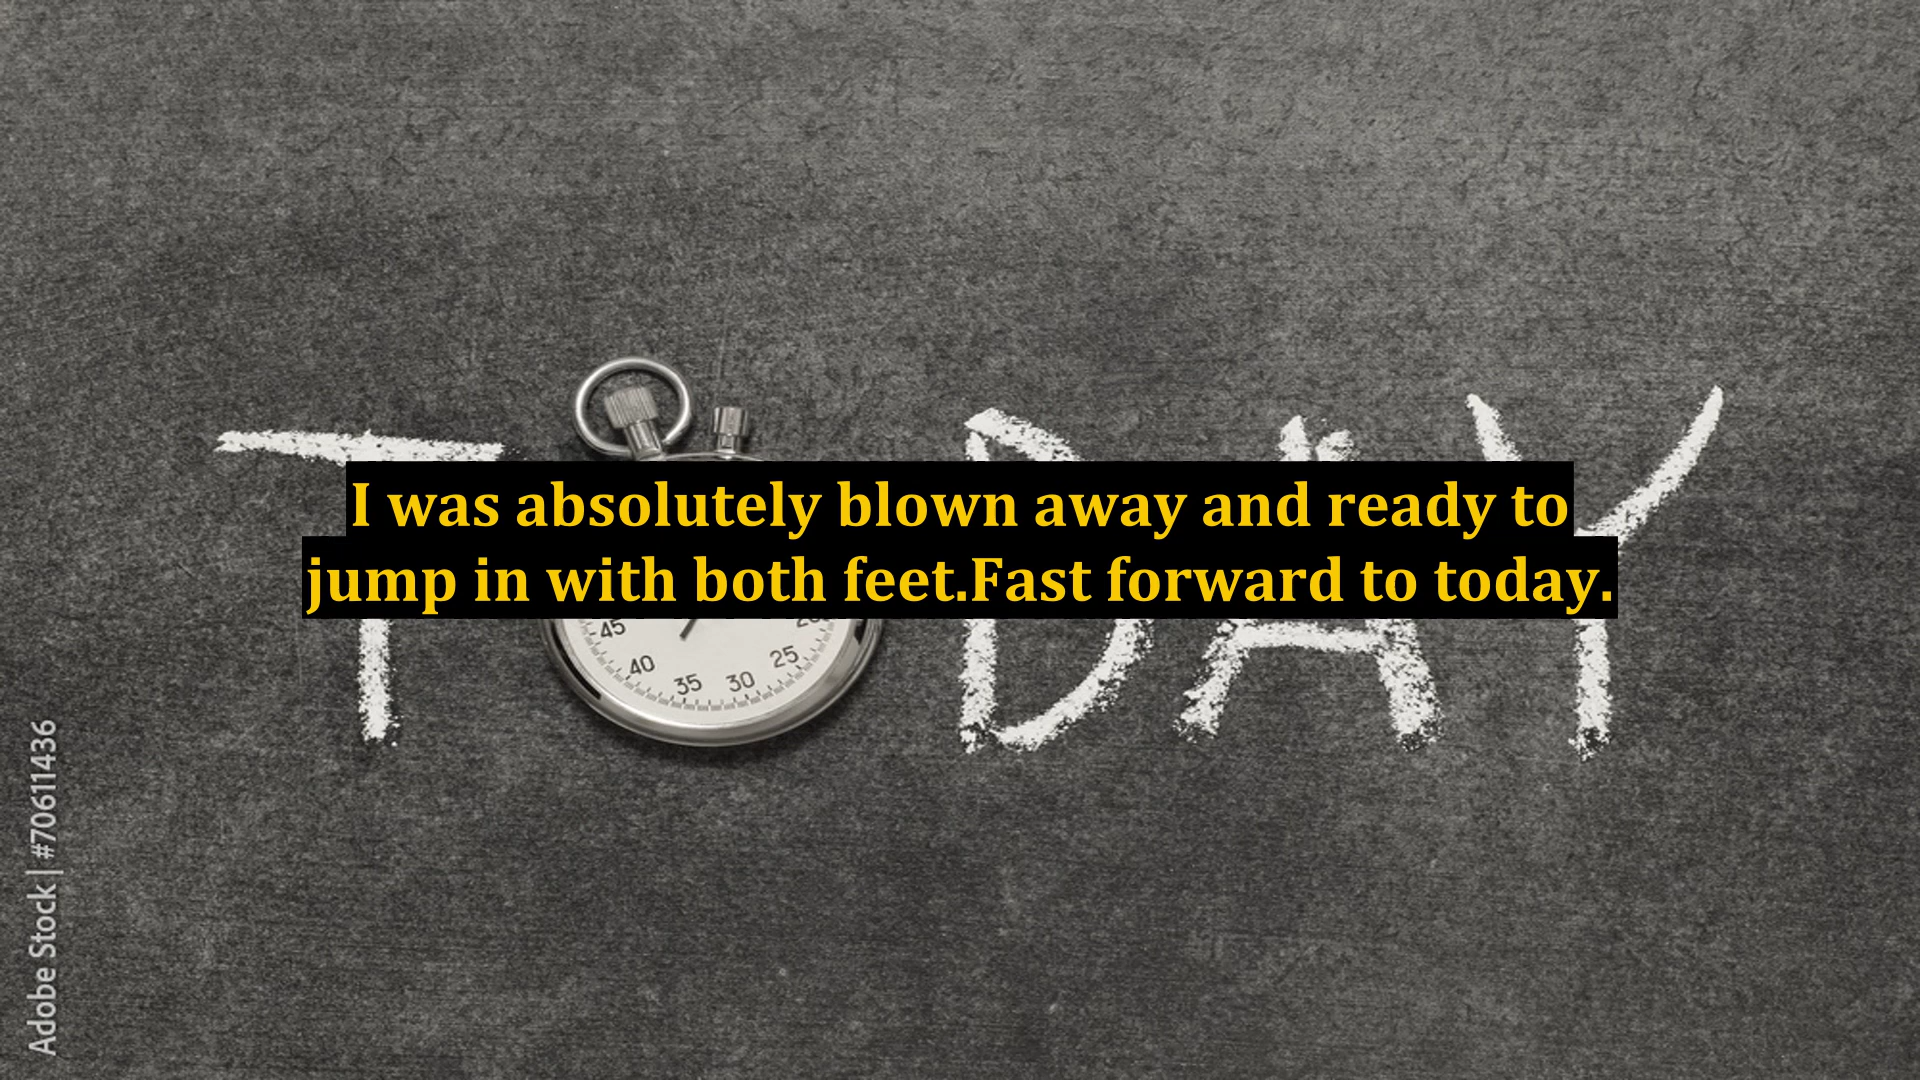 TODAY
I was absolutely blown away and ready to
jump in with both feet.Fast forward to today.
45
40
35
30
25
Adobe Stock | #70611436